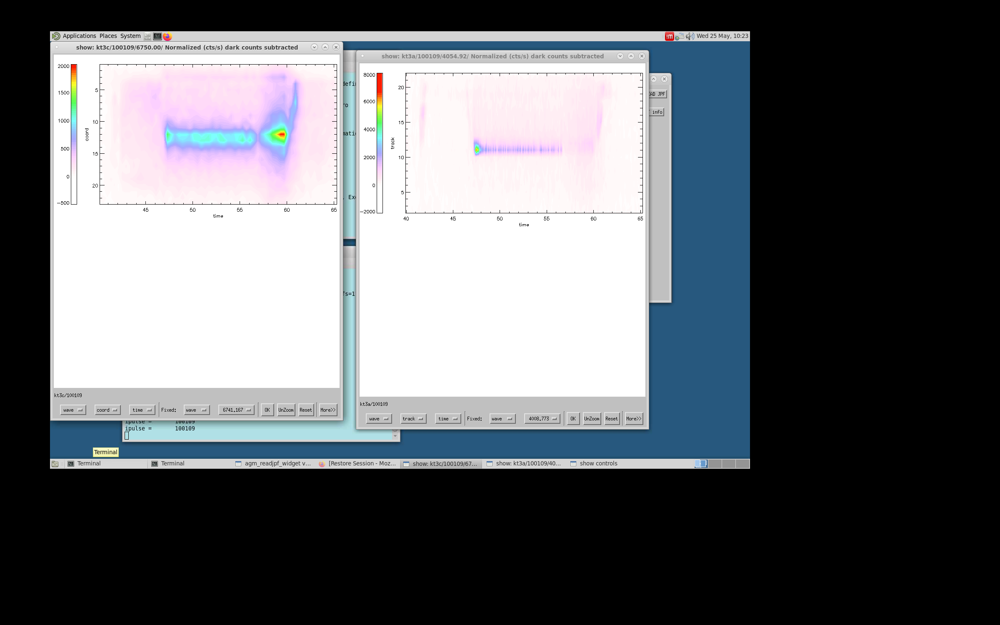 Applications Places System
Wed 25 May, 10:23
show: kt3c/100109/6750.00/ Normalized (cts/s) dark counts subtracted
2000
1500
1000
500
0
−500
coord
5
10
15
20
45 50 55 60 65
time
kt3c/100109
wave coord time Fixed: wave 6741.167 OK UnZoom Reset More>>
show: kt3a/100109/4054.92/ Normalized (cts/s) dark counts subtracted
8000
6000
4000
2000
0
−2000
track
20
15
10
5
40 45 50 55 60 65
time
kt3a/100109
wave track time Fixed: wave 4008.773 OK UnZoom Reset More>>
JPF
info
fs=1
ipulse = 100109
ipulse = 100109
Terminal
Terminal Terminal agm_readjpf_widget v... [Restore Session - Moz... show: kt3c/100109/67... show: kt3a/100109/40... show controls